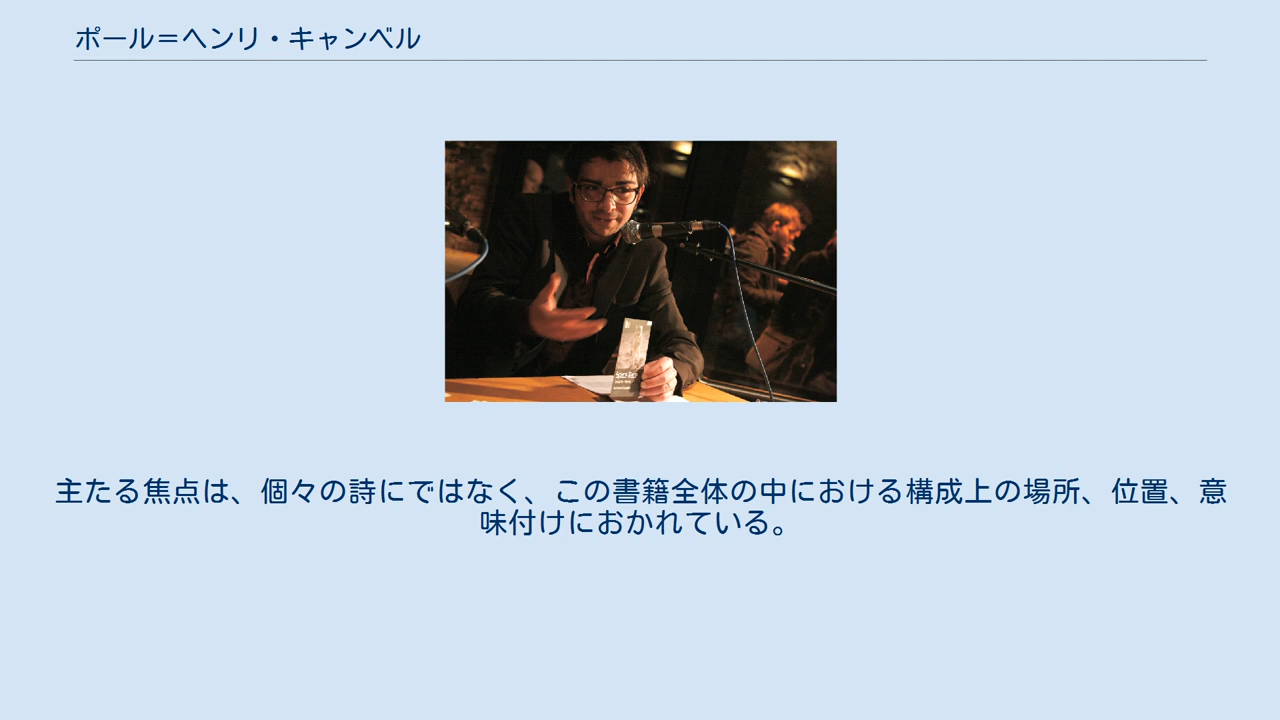 ポール＝ヘンリ・キャンベル
主たる焦点は、個々の詩にではなく、この書籍全体の中における構成上の場所、位置、意
味付けにおかれている。